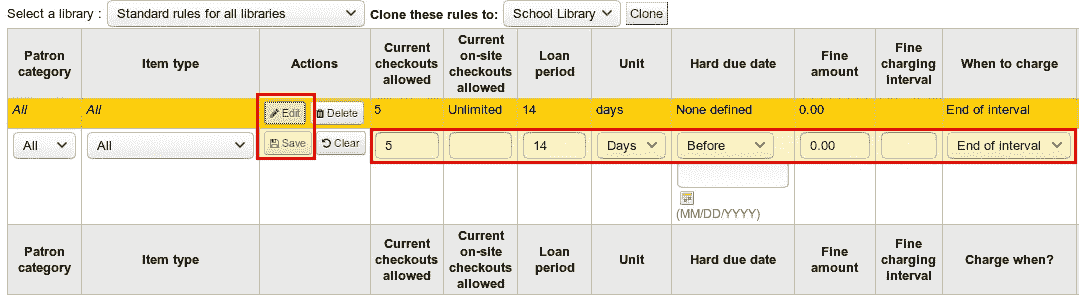 Select a library : Standard rules for all libraries Clone these rules to: School Library Clone
Patron category Item type Actions Current checkouts allowed Current on-site checkouts allowed Loan period Unit Hard due date Fine amount Fine charging interval When to charge
All All Edit Delete 5 Unlimited 14 days None defined 0.00 End of interval
All All Save Clear 5 14 Days Before 0.00 End of interval
(MM/DD/YYYY)
Patron category Item type Current checkouts allowed Current on-site checkouts allowed Loan period Unit Hard due date Fine amount Fine charging interval Charge when?